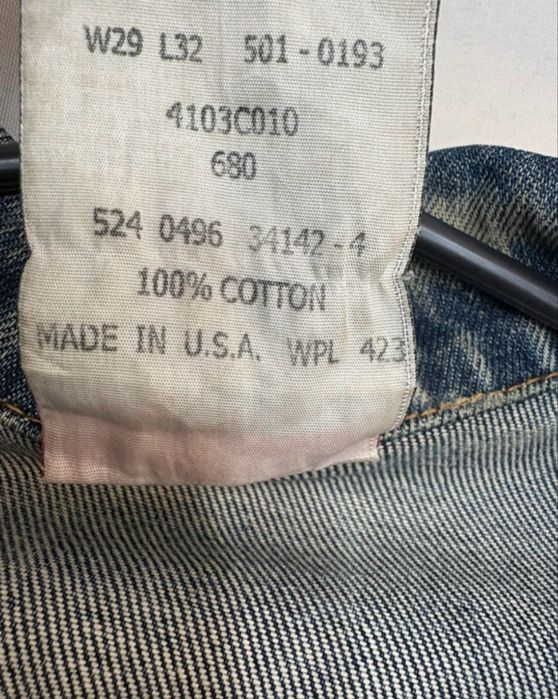 W29 L32 501-0193
4103C010
680
524 0496 34142-4
100% COTTON
MADE IN U.S.A. WPL 423